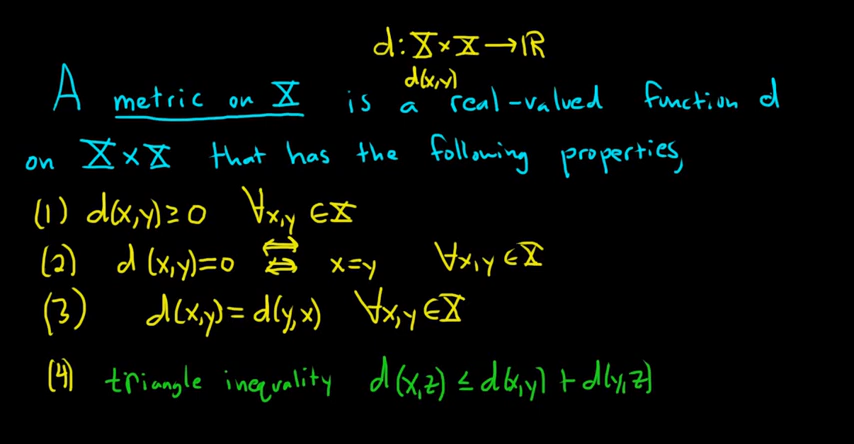 d: X × X → ℝ
d(x,y)
A metric on X is a real-valued function d
on X × X that has the following properties,
(1) d(x,y) ≥ 0 ∀x,y ∈ X
(2) d(x,y)=0 ⇔ ⇔ x=y ∀x,y ∈ X
(3) d(x,y) = d(y,x) ∀x,y ∈ X
(4) triangle inequality d(x,z) ≤ d(x,y) + d(y,z)